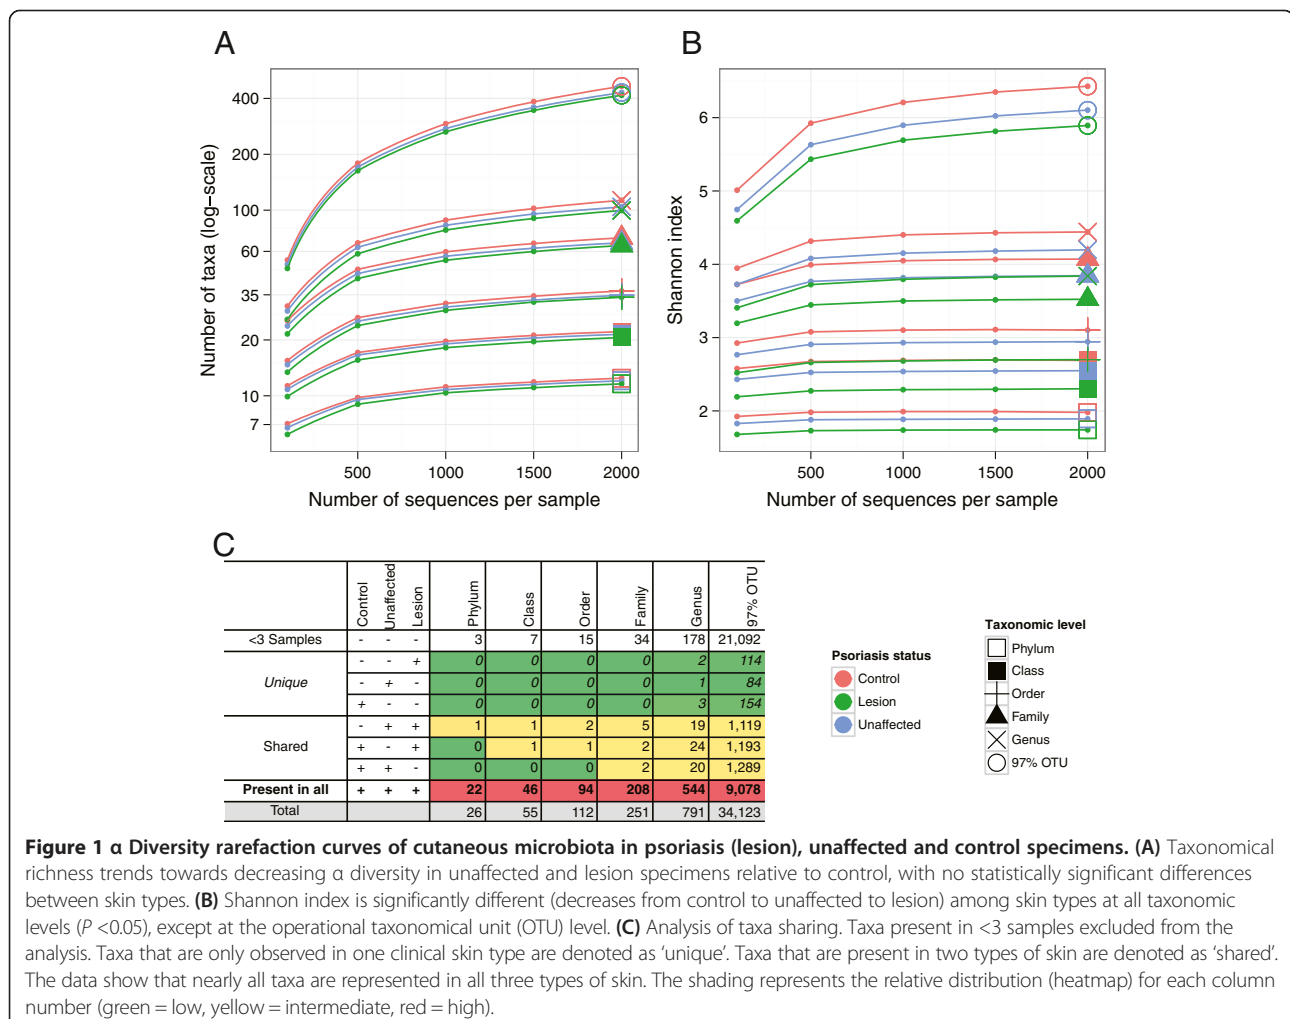 A
B
Number of taxa (log−scale)
400
200
100
60
35
20
10
7
500
1000
1500
2000
Number of sequences per sample
Shannon index
6
5
4
3
2
500
1000
1500
2000
Number of sequences per sample
C
Control Unaffected Lesion Phylum Class Order Family Genus 97% OTU
<3 Samples - - - 3 7 15 34 178 21,092
Unique
- - + 0 0 0 0 2 114
- + - 0 0 0 0 1 84
+ - - 0 0 0 0 3 154
Shared
- + + 1 1 2 5 19 1,119
+ - + 0 1 1 2 24 1,193
+ + - 0 0 0 2 20 1,289
Present in all + + + 22 46 94 208 544 9,078
Total 26 55 112 251 791 34,123
Psoriasis status
Control
Lesion
Unaffected
Taxonomic level
Phylum
Class
Order
Family
Genus
97% OTU
Figure 1 α Diversity rarefaction curves of cutaneous microbiota in psoriasis (lesion), unaffected and control specimens. (A) Taxonomical
richness trends towards decreasing α diversity in unaffected and lesion specimens relative to control, with no statistically significant differences
between skin types. (B) Shannon index is significantly different (decreases from control to unaffected to lesion) among skin types at all taxonomic
levels (P <0.05), except at the operational taxonomical unit (OTU) level. (C) Analysis of taxa sharing. Taxa present in <3 samples excluded from the
analysis. Taxa that are only observed in one clinical skin type are denoted as ‘unique’. Taxa that are present in two types of skin are denoted as ‘shared’.
The data show that nearly all taxa are represented in all three types of skin. The shading represents the relative distribution (heatmap) for each column
number (green = low, yellow = intermediate, red = high).